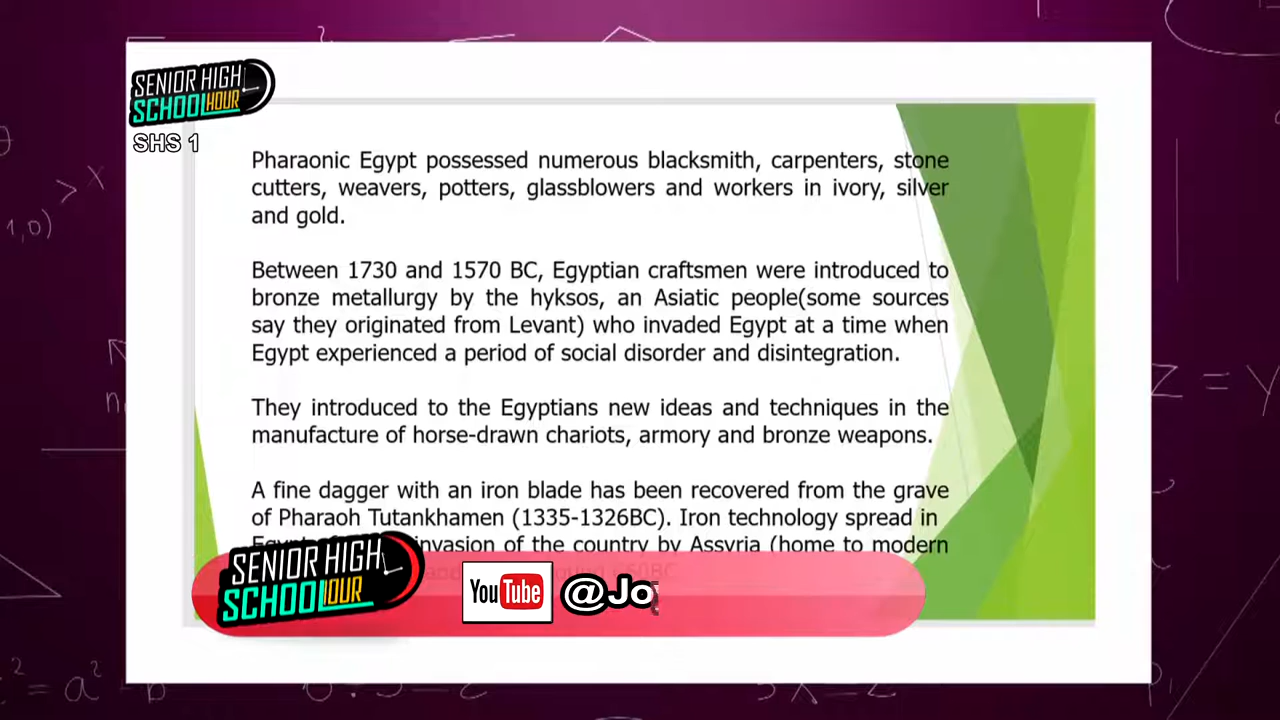 SENIOR HIGH
SCHOOL HOUR
SHS 1
Pharaonic Egypt possessed numerous blacksmith, carpenters, stone
cutters, weavers, potters, glassblowers and workers in ivory, silver
and gold.
Between 1730 and 1570 BC, Egyptian craftsmen were introduced to
bronze metallurgy by the hyksos, an Asiatic people(some sources
say they originated from Levant) who invaded Egypt at a time when
Egypt experienced a period of social disorder and disintegration.
They introduced to the Egyptians new ideas and techniques in the
manufacture of horse-drawn chariots, armory and bronze weapons.
A fine dagger with an iron blade has been recovered from the grave
of Pharaoh Tutankhamen (1335-1326BC). Iron technology spread in
invasion of the country by Assyria (home to modern
SENIOR HIGH
SCHOOL OUR
YouTube @Jo